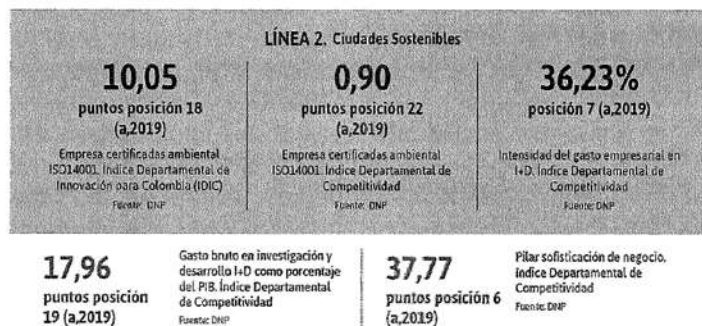 LÍNEA 2. Ciudades Sostenibles
10,05
puntos posición 18
(a,2019)
Empresa certificadas ambiental
ISO14001. Índice Departamental de
Innovación para Colombia (IDIC)
Fuente: DNP
0,90
puntos posición 22
(a,2019)
Empresa certificadas ambiental
ISO14001. Índice Departamental de
Competitividad
Fuente: DNP
36,23%
posición 7 (a,2019)
Intensidad del gasto empresarial en
I+D. Índice Departamental de
Competitividad
Fuente: DNP
17,96
puntos posición
19 (a,2019)
Gasto bruto en investigación y
desarrollo I+D como porcentaje
del PIB. Índice Departamental
de Competitividad
Fuente: DNP
37,77
puntos posición 6
(a,2019)
Pilar sofisticación de negocio.
Índice Departamental de
Competitividad
Fuente: DNP